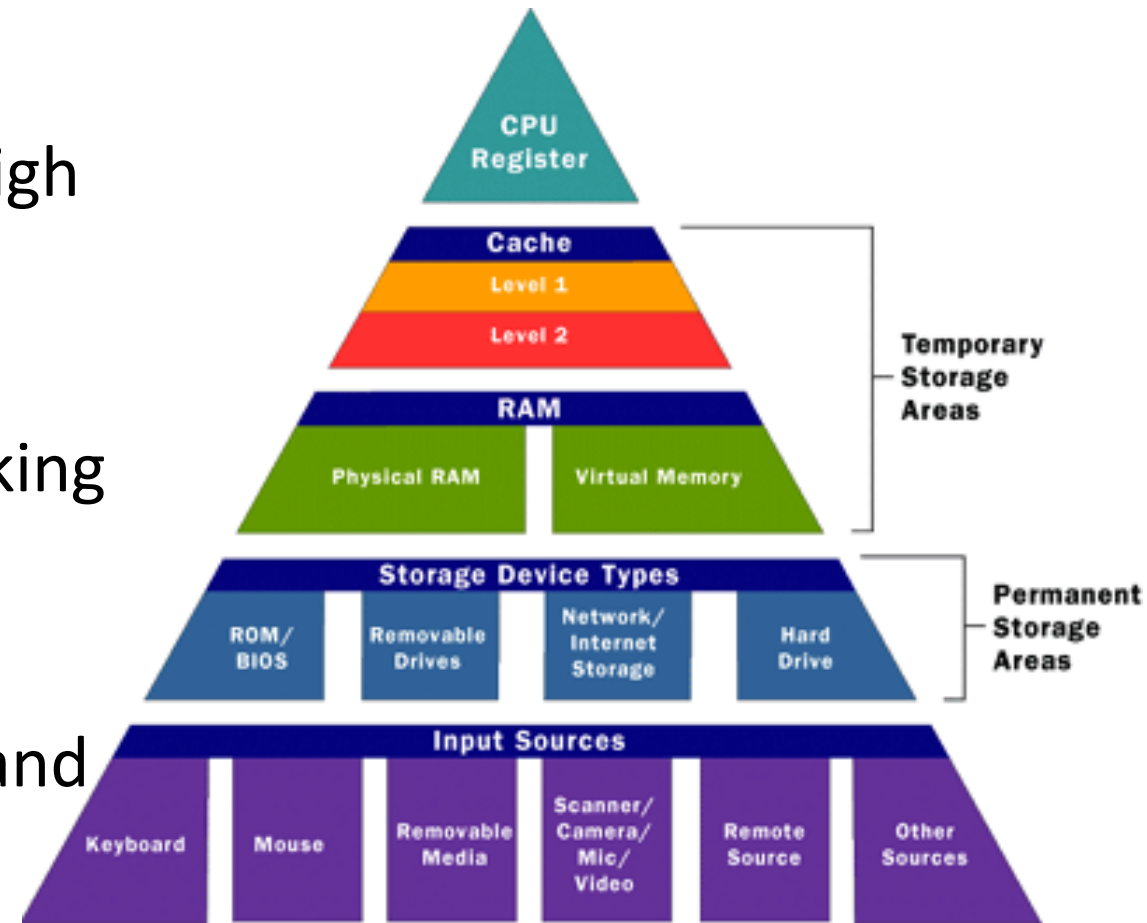 CPU
Register
igh
Cache
Level 1
Level 2
Temporary
Storage
Areas
RAM
king
Physical RAM
Virtual Memory
Storage Device Types
ROM/
BIOS
Removable
Drives
Network/
Internet
Storage
Hard
Drive
Permanent
Storage
Areas
and
Input Sources
Keyboard
Mouse
Removable
Media
Scanner/
Camera/
Mic/
Video
Remote
Source
Other
Sources